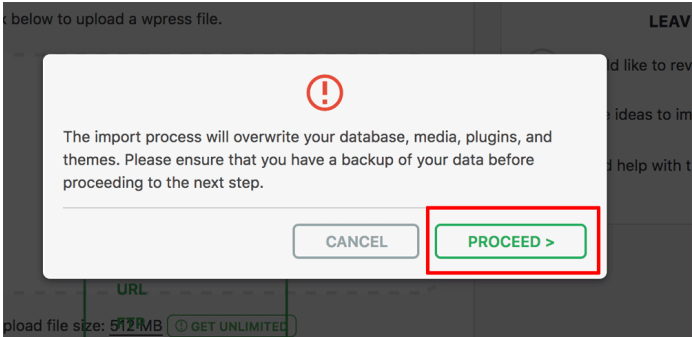 k below to upload a wpress file.
LEAV
ld like to rev
The import process will overwrite your database, media, plugins, and
themes. Please ensure that you have a backup of your data before
proceeding to the next step.
e ideas to im
d help with t
CANCEL
PROCEED >
URL
FTP
pload file size: 512 MB
GET UNLIMITED